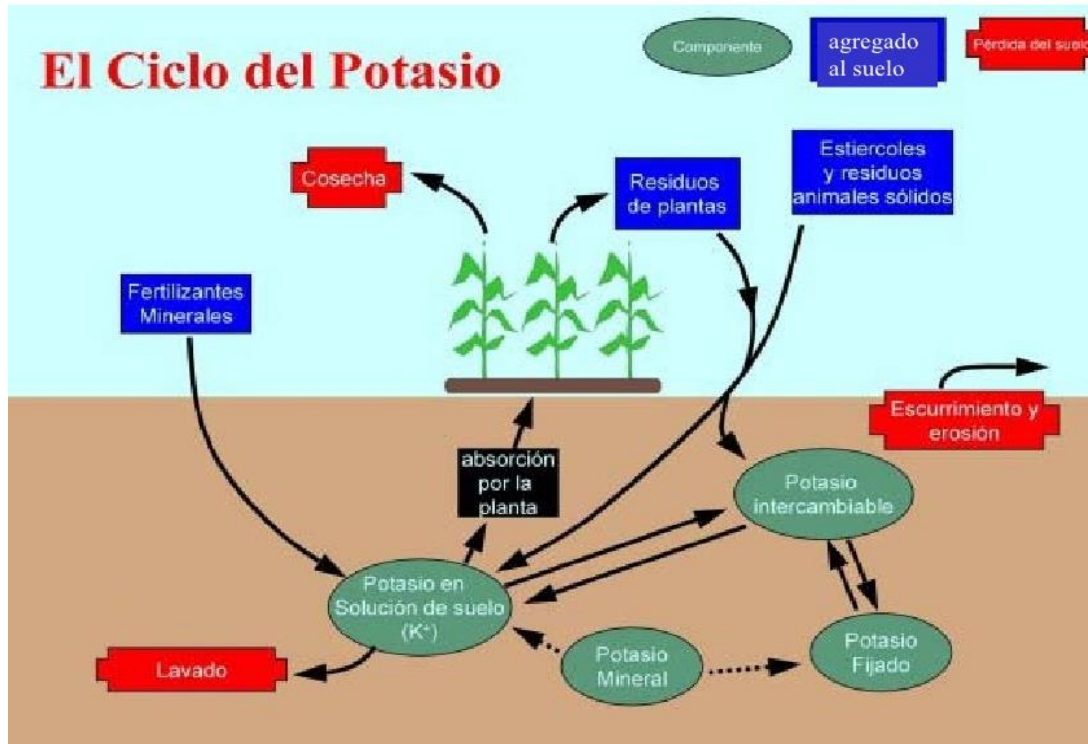 El Ciclo del Potasio
Componente
agregado
al suelo
Pérdida del suelo
Cosecha
Residuos
de plantas
Estiercoles
y residuos
animales sólidos
Fertilizantes
Minerales
Escurrimiento y
erosión
absorción
por la
planta
Potasio
intercambiable
Potasio en
Solución de suelo
(K⁺)
Potasio
Mineral
Potasio
Fijado
Lavado